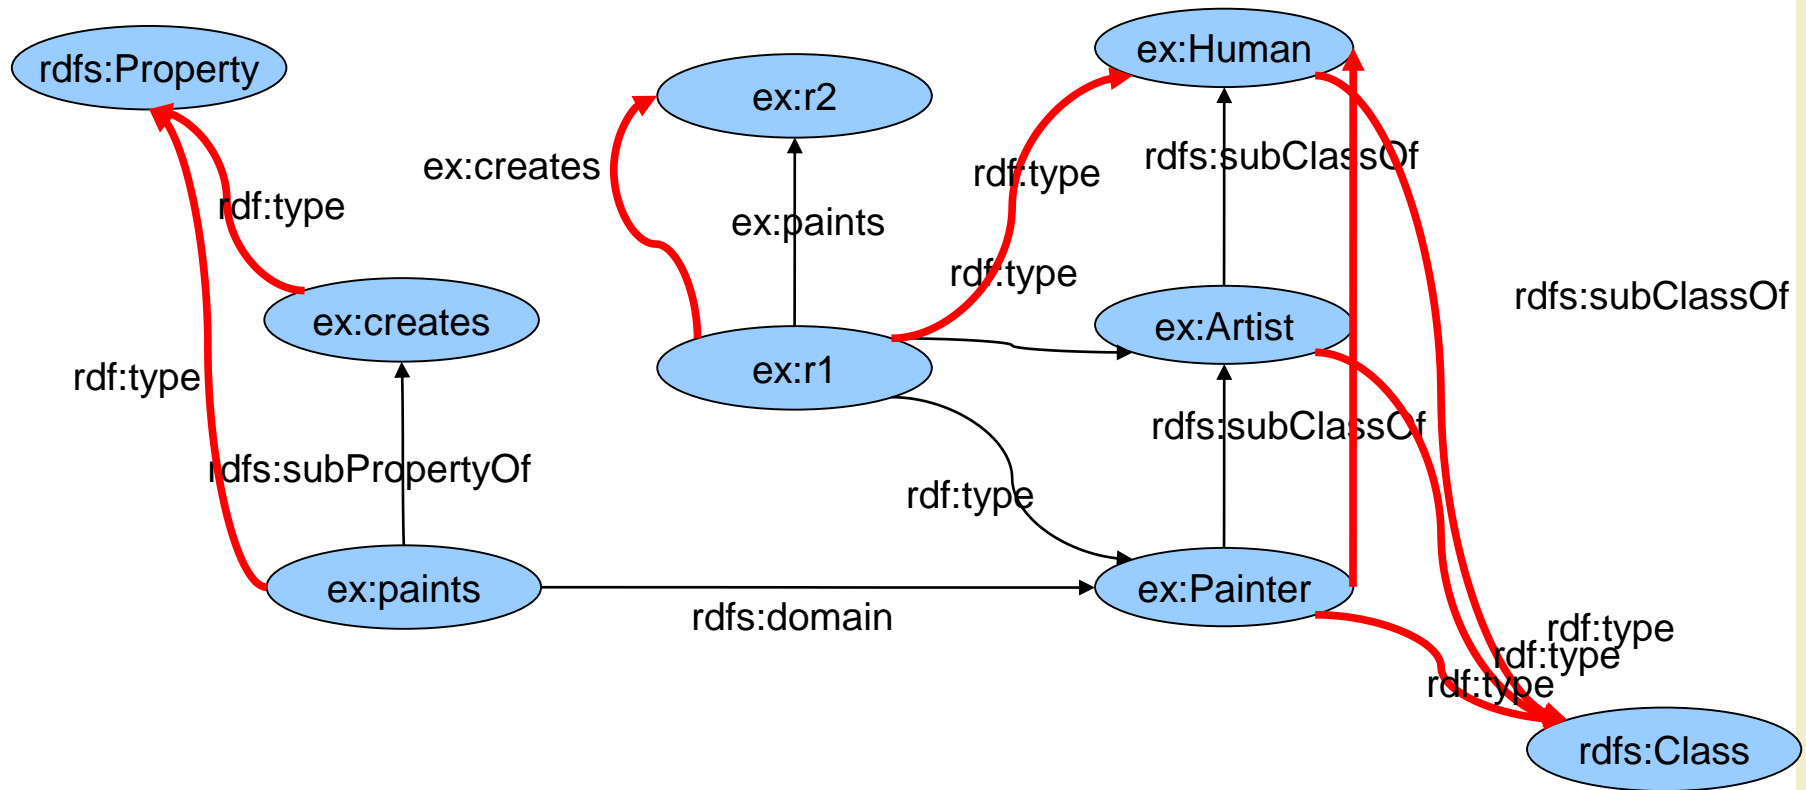 ex:Human
rdfs:Property
ex:r2
ex:creates
rdfs:subClassOf
rdf:type
rdf:type
ex:paints
rdf:type
rdfs:subClassOf
ex:creates
ex:Artist
ex:r1
rdf:type
rdfs:subClassOf
rdfs:subPropertyOf
rdf:type
ex:paints
ex:Painter
rdfs:domain
rdf:type
rdf:type
rdf:type
rdfs:Class